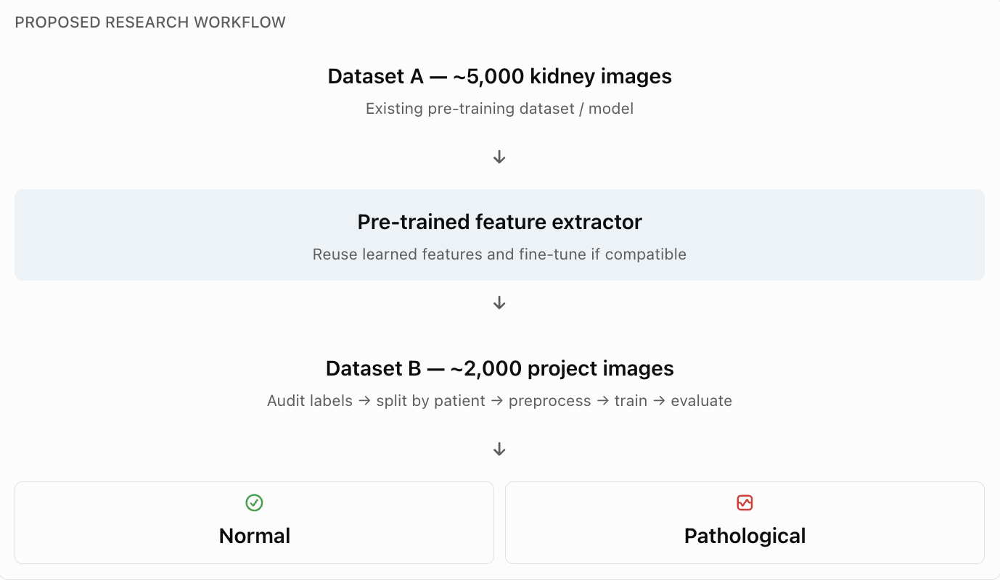 PROPOSED RESEARCH WORKFLOW
Dataset A — ~5,000 kidney images
Existing pre-training dataset / model
↓
Pre-trained feature extractor
Reuse learned features and fine-tune if compatible
↓
Dataset B — ~2,000 project images
Audit labels → split by patient → preprocess → train → evaluate
↓
Normal
Pathological